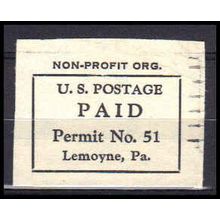 NON-PROFIT ORG.
U. S. POSTAGE
PAID
Permit No. 51
Lemoyne, Pa.